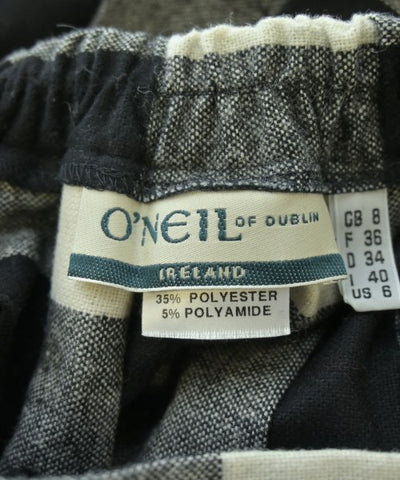 O'NEIL OF DUBLIN
IRELAND
35% POLYESTER
5% POLYAMIDE
GB 8
F 36
D 34
I 40
US 6